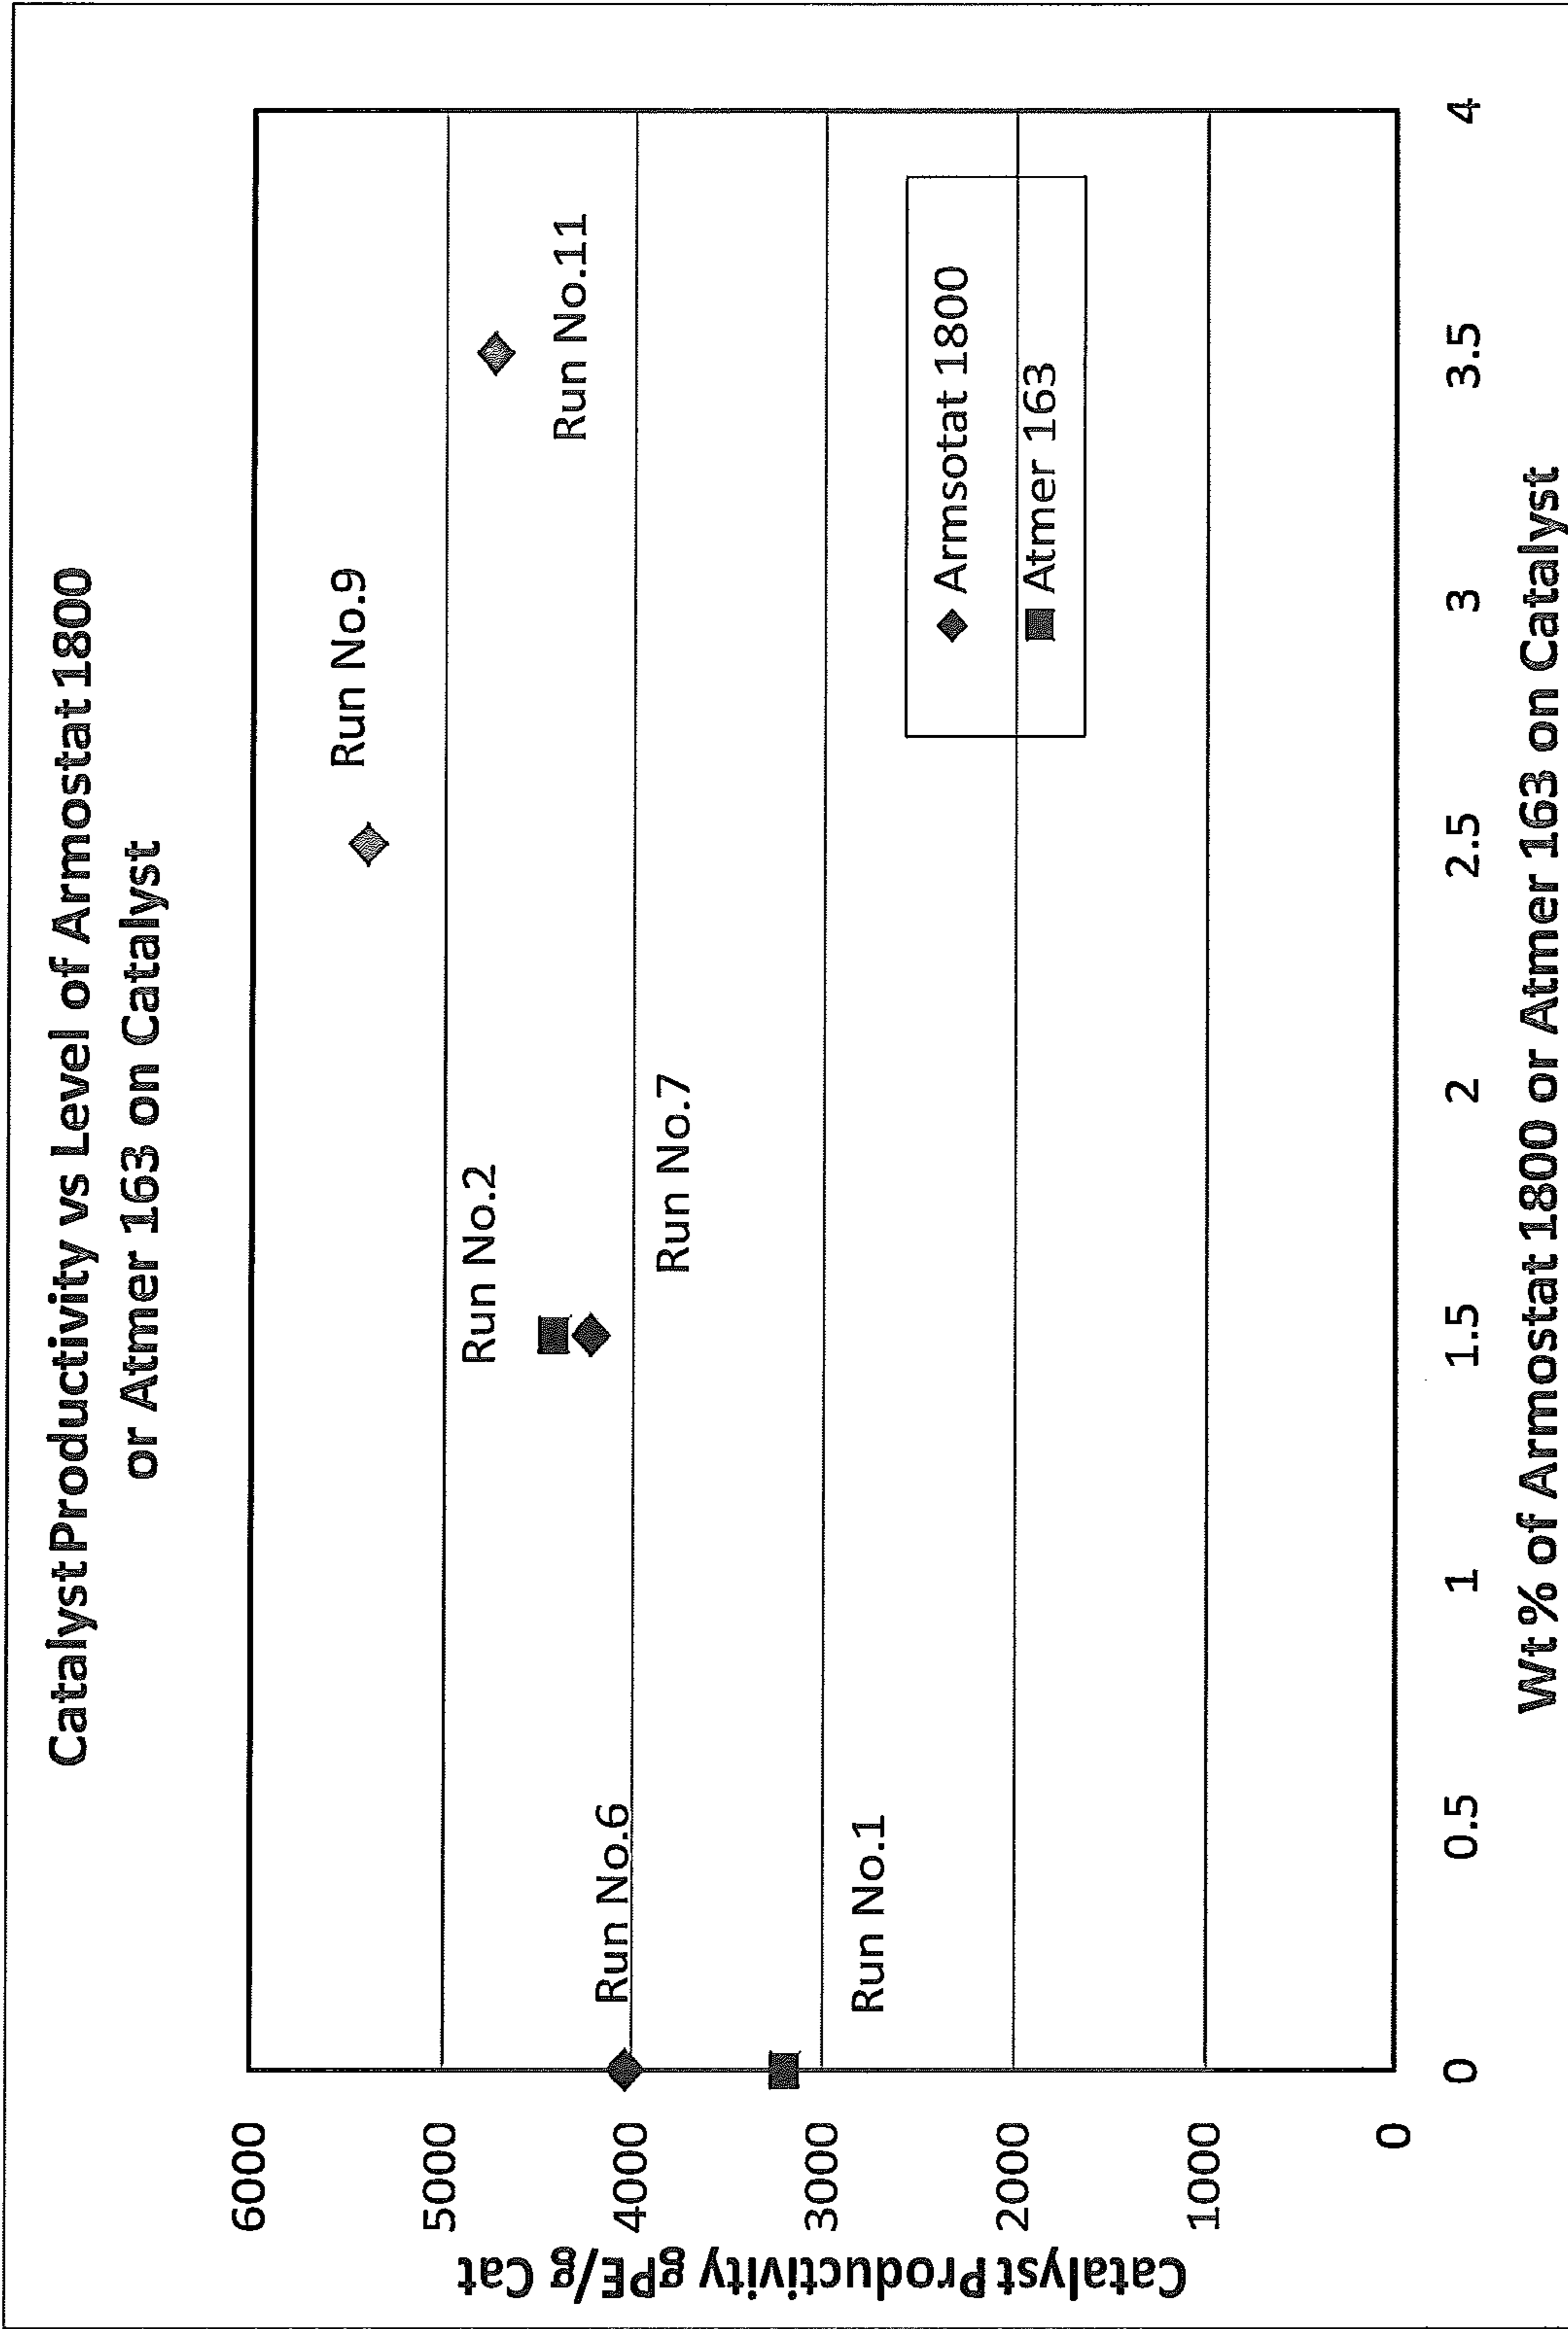 Catalyst Productivity vs Level of Armostat 1800
or Atmer 163 on Catalyst
Catalyst Productivity gPE/g Cat
6000
5000
4000
3000
2000
1000
0
Run No.9
Run No.11
Run No.2
Run No.7
Run No.6
Run No.1
Armsotat 1800
Atmer 163
0 0.5 1 1.5 2 2.5 3 3.5 4
Wt % of Armostat 1800 or Atmer 163 on Catalyst